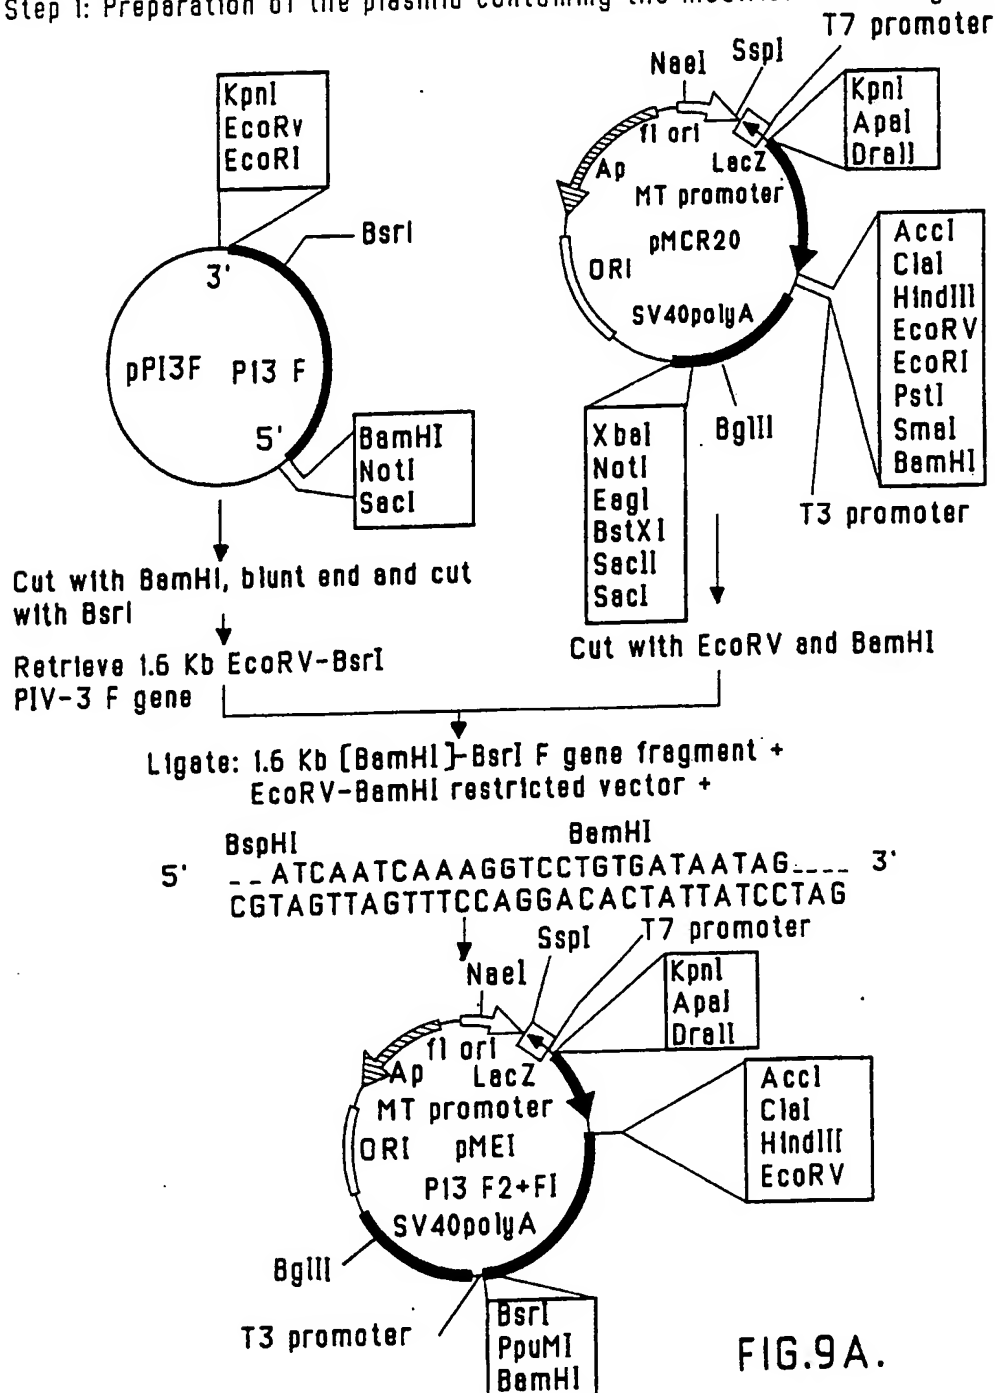 Step 1: Preparation of the plasmid containing the
T7 promoter
SspI
NaeI
KpnI
EcoRv
EcoRI
KpnI
ApaI
DraII
f1 ori
LacZ
Ap
MT promoter
BsrI
3'
pMCR20
ORI
AccI
ClaI
HindIII
EcoRV
EcoRI
PstI
SmaI
BamHI
SV40polyA
pPI3F
P13 F
5'
BamHI
NotI
SacI
XbaI
NotI
EagI
BstXI
SacII
SacI
BglII
T3 promoter
Cut with BamHI, blunt end and cut
with BsrI
Cut with EcoRV and BamHI
Retrieve 1.6 Kb EcoRV-BsrI
PIV-3 F gene
Ligate: 1.6 Kb [BamHI]-BsrI F gene fragment +
EcoRV-BamHI restricted vector +
BspHI
BamHI
5' _ _ ATCAATCAAAGGTCCTGTGATAATAG_ _ _ _ 3'
CGTAGTTAGTTTCCAGGACACTATTATCCTAG
SspI
T7 promoter
NaeI
KpnI
ApaI
DraII
f1 ori
Ap
LacZ
MT promoter
AccI
ClaI
HindIII
EcoRV
ORI
pMEI
P13 F2+FI
SV40polyA
BglII
T3 promoter
BsrI
PpuMI
BamHI
FIG.9A.